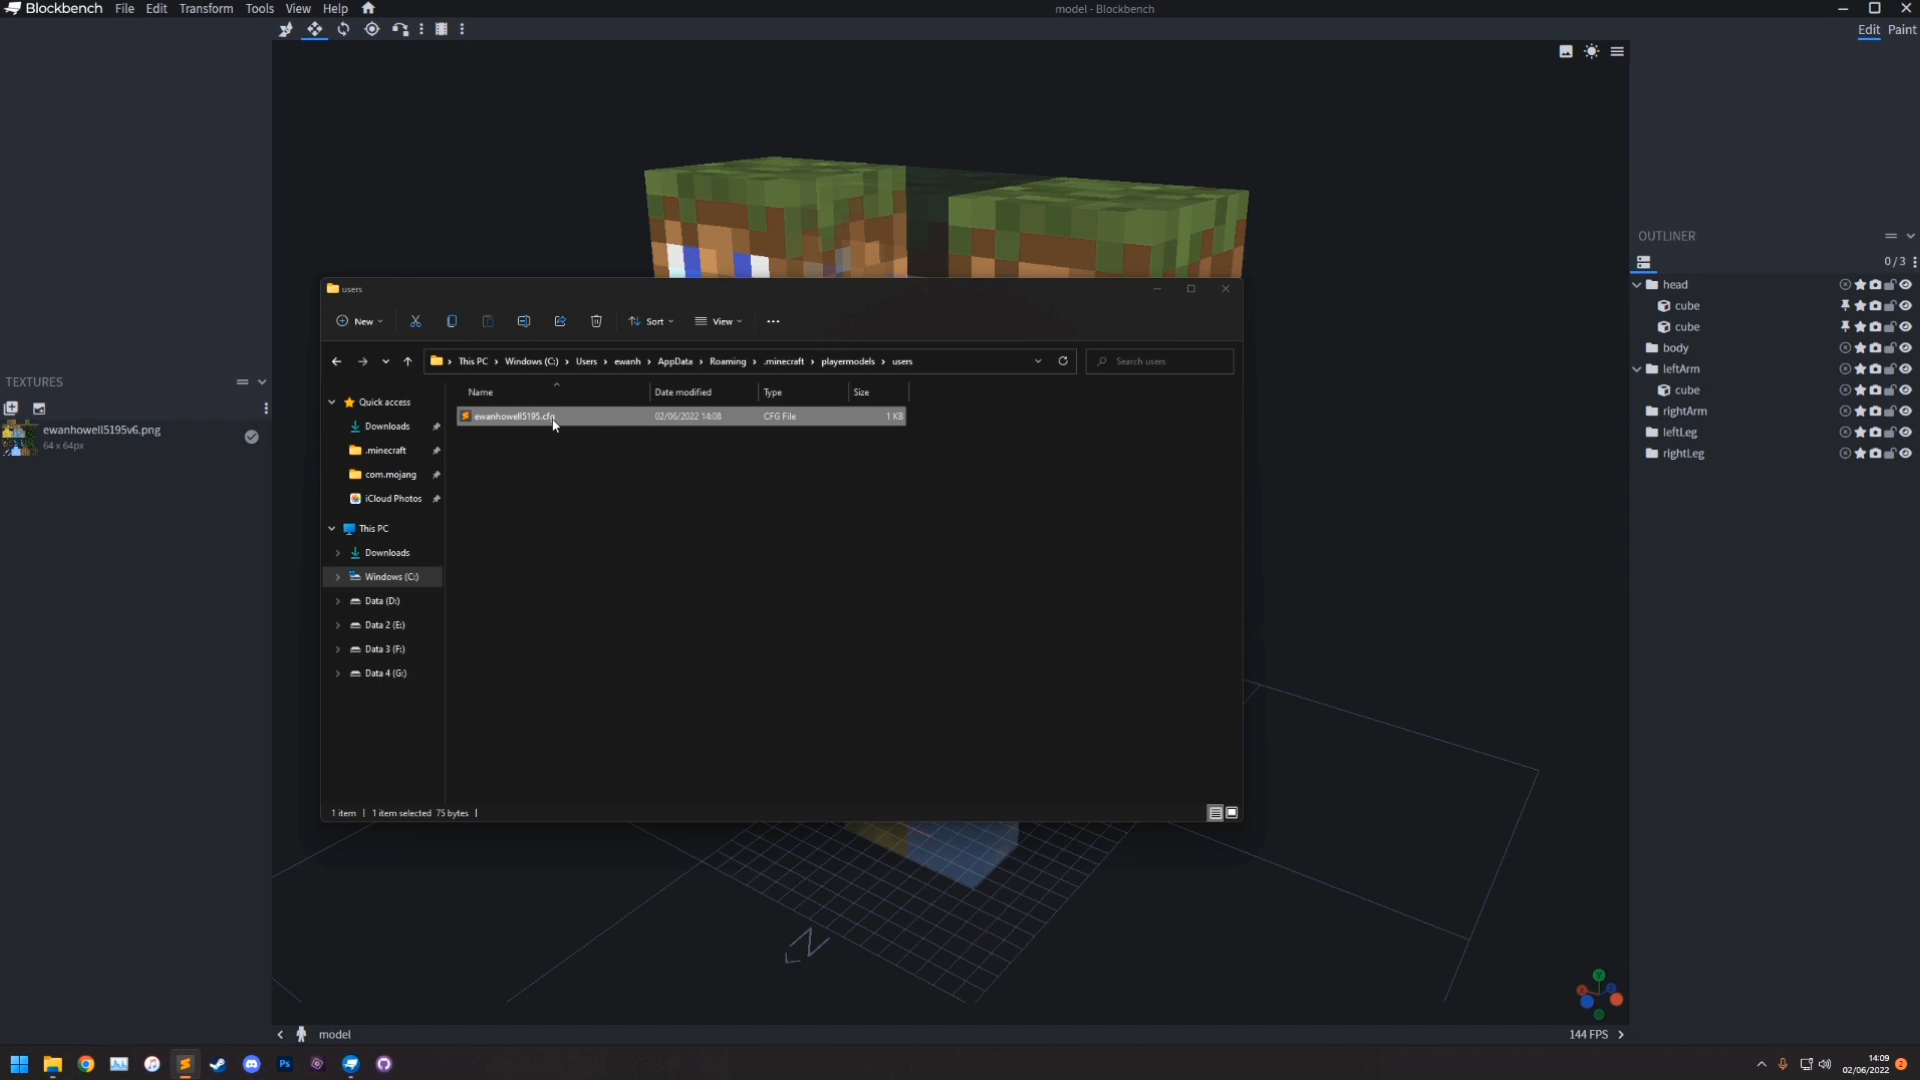 Blockbench File Edit Transform Tools View Help
model - Blockbench
Edit Paint
TEXTURES
ewanhowell5195v6.png
64 x 64px
users
New Sort View
This PC Windows (C:) Users ewanh AppData Roaming .minecraft playermodels users
Search users
Name Date modified Type Size
Quick access
Downloads
.minecraft
com.mojang
iCloud Photos
This PC
Downloads
Windows (C:)
Data (D:)
Data 2 (E:)
Data 3 (F:)
Data 4 (G:)
ewanhowell5195.cfg 02/06/2022 14:08 CFG File 1 KB
1 item 1 item selected 75 bytes
OUTLINER
0/3
head
cube
cube
body
leftArm
cube
rightArm
leftLeg
rightLeg
N
Y
model
144 FPS
Ps
14:09
02/06/2022
2